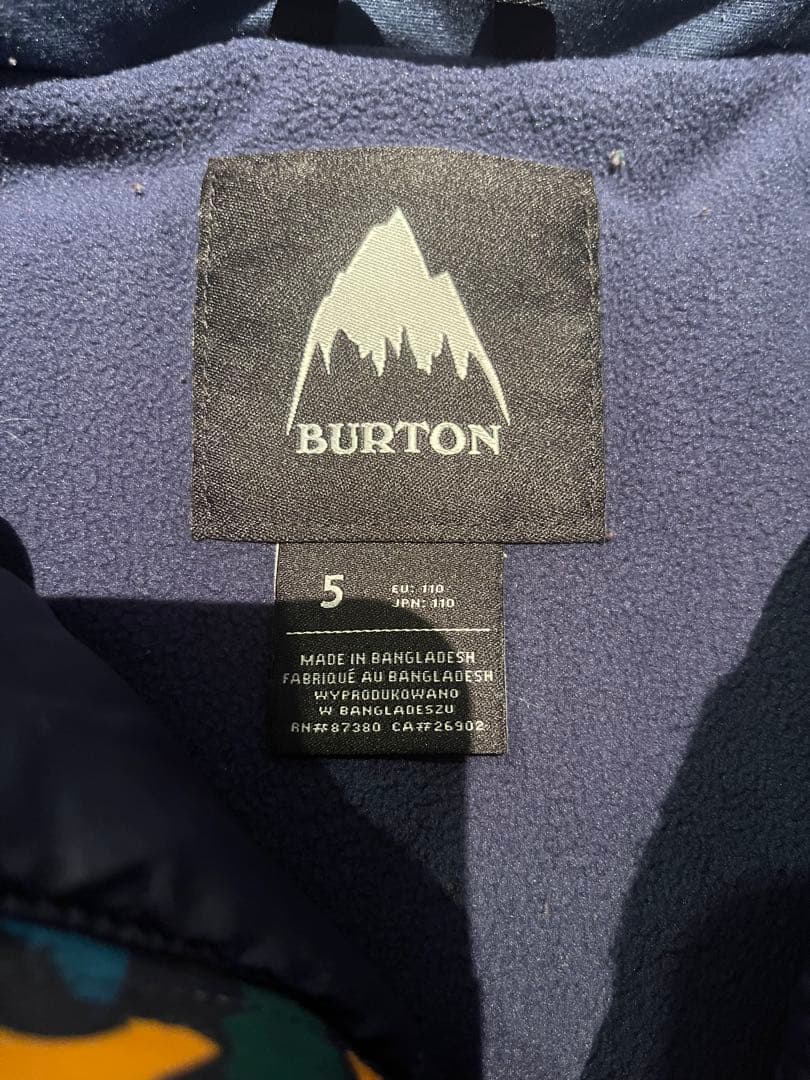 BURTON
5
EU: 110
JPN: 110
MADE IN BANGLADESH
FABRIQUÉ AU BANGLADESH
WYPRODUKOWANO
W BANGLADESZU
RN#87380 CA#26902